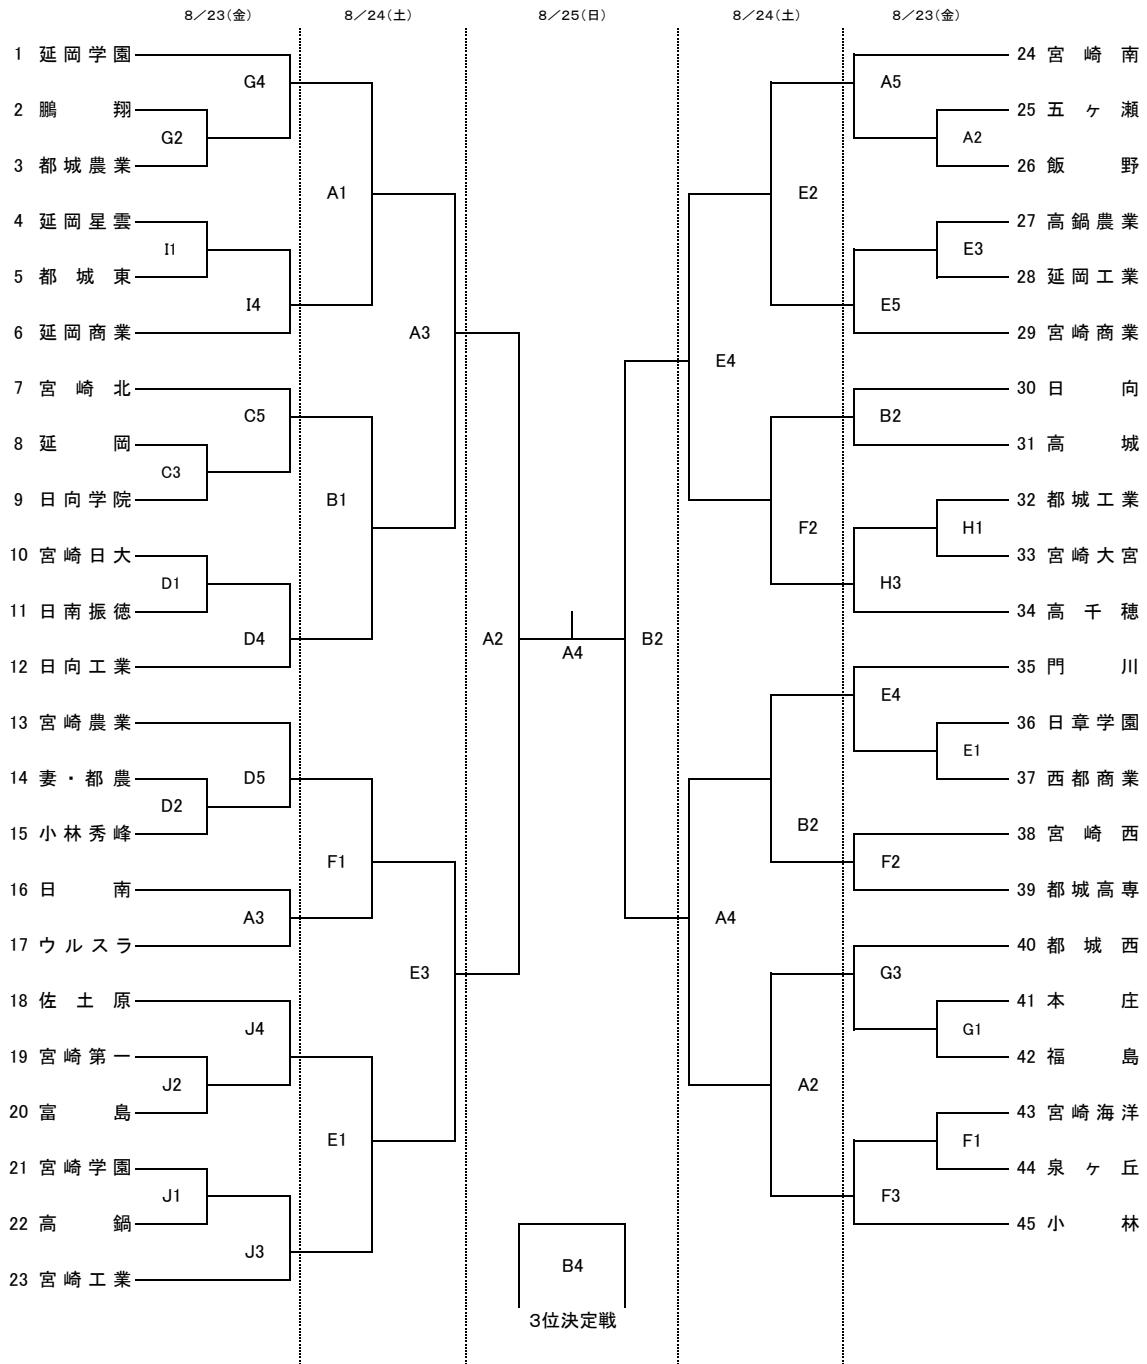 8／23(金) 8／24(土) 8／25(日) 8／24(土) 8／23(金)
1 延岡学園
2 鵬翔
3 都城農業
4 延岡星雲
5 都城東
6 延岡商業
7 宮崎北
8 延岡
9 日向学院
10 宮崎日大
11 日南振徳
12 日向工業
13 宮崎農業
14 妻・都農
15 小林秀峰
16 日南
17 ウルスラ
18 佐土原
19 宮崎第一
20 富島
21 宮崎学園
22 高鍋
23 宮崎工業
G4
G2
I1
I4
C5
C3
D1
D4
D5
D2
A3
J4
J2
J1
J3
A1
B1
F1
E1
A3
E3
A2
A4
B2
B4
3位決定戦
E4
A4
E2
F2
B2
A2
A5
A2
E3
E5
B2
H1
H3
E4
E1
F2
G3
G1
F1
F3
24 宮崎南
25 五ヶ瀬
26 飯野
27 高鍋農業
28 延岡工業
29 宮崎商業
30 日向
31 高城
32 都城工業
33 宮崎大宮
34 高千穂
35 門川
36 日章学園
37 西都商業
38 宮崎西
39 都城高専
40 都城西
41 本庄
42 福島
43 宮崎海洋
44 泉ヶ丘
45 小林